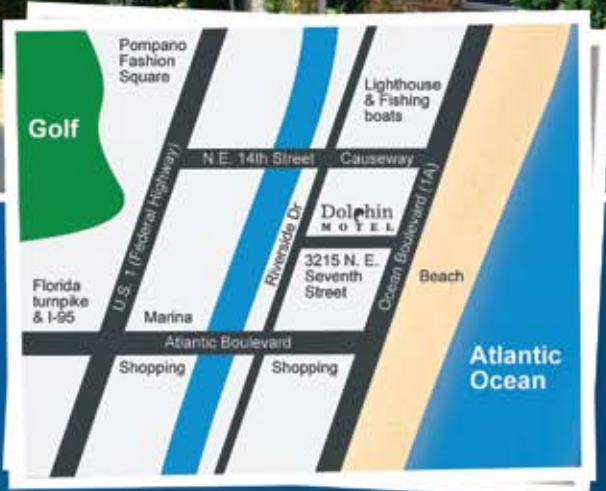 Pompano
Fashion
Square
Golf
Lighthouse
& Fishing
boats
N.E. 14th Street Causeway
U.S. 1 (Federal Highway)
Riverside Dr
Dolphin
MOTEL
Ocean Boulevard (1A)
3215 N. E.
Seventh
Street
Beach
Florida
turnpike
& I-95
Marina
Atlantic Boulevard
Shopping
Shopping
Atlantic
Ocean